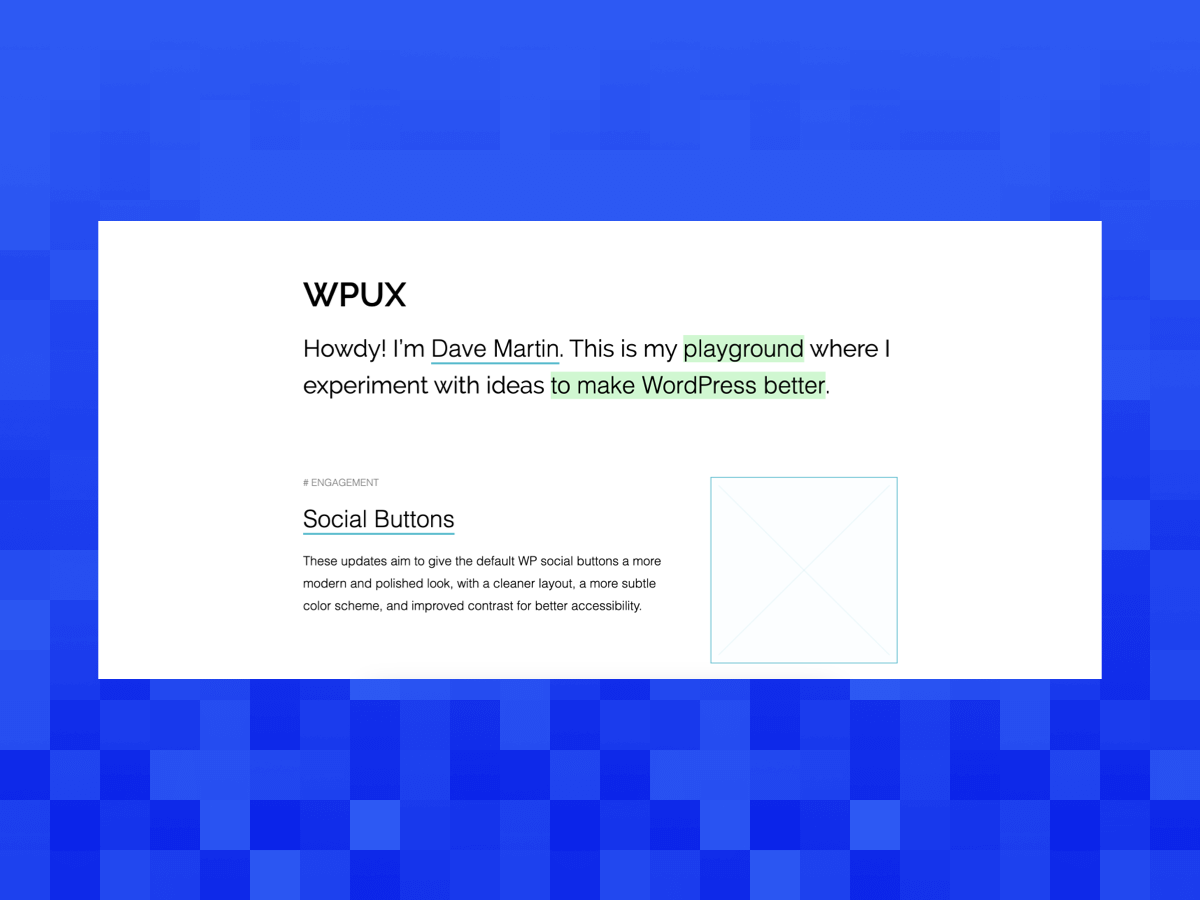 WPUX
Howdy! I’m Dave Martin. This is my playground where I
experiment with ideas to make WordPress better.
# ENGAGEMENT
Social Buttons
These updates aim to give the default WP social buttons a more
modern and polished look, with a cleaner layout, a more subtle
color scheme, and improved contrast for better accessibility.